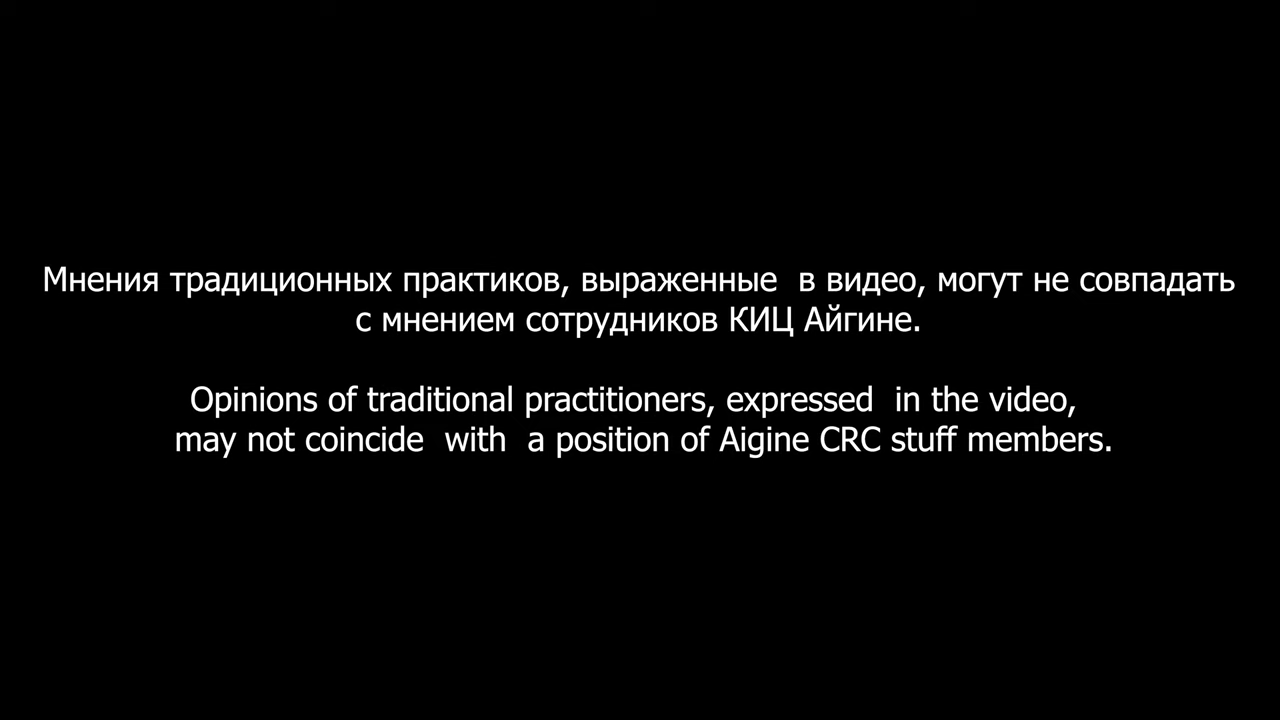 Мнения традиционных практиков, выраженные  в видео, могут не совпадать
с мнением сотрудников КИЦ Айгине.
Opinions of traditional practitioners, expressed  in the video,
may not coincide  with  a position of Aigine CRC stuff members.